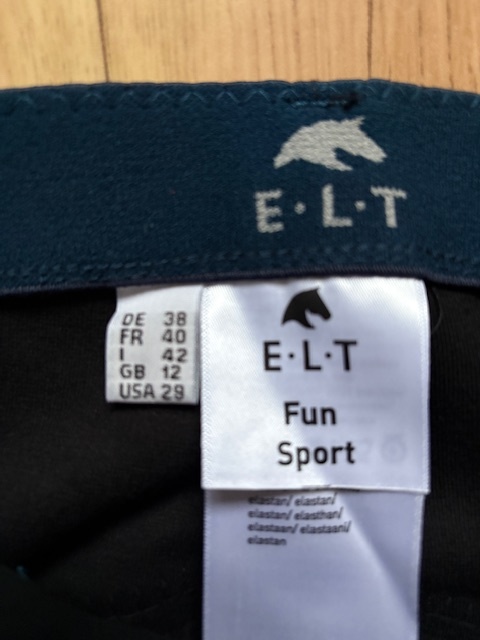 E·L·T
DE 38
FR 40
I 42
GB 12
USA 29
E·L·T
Fun
Sport
elastan/ elastan/
elastan/ elasthan/
elastaan/ elastaani/
elastan